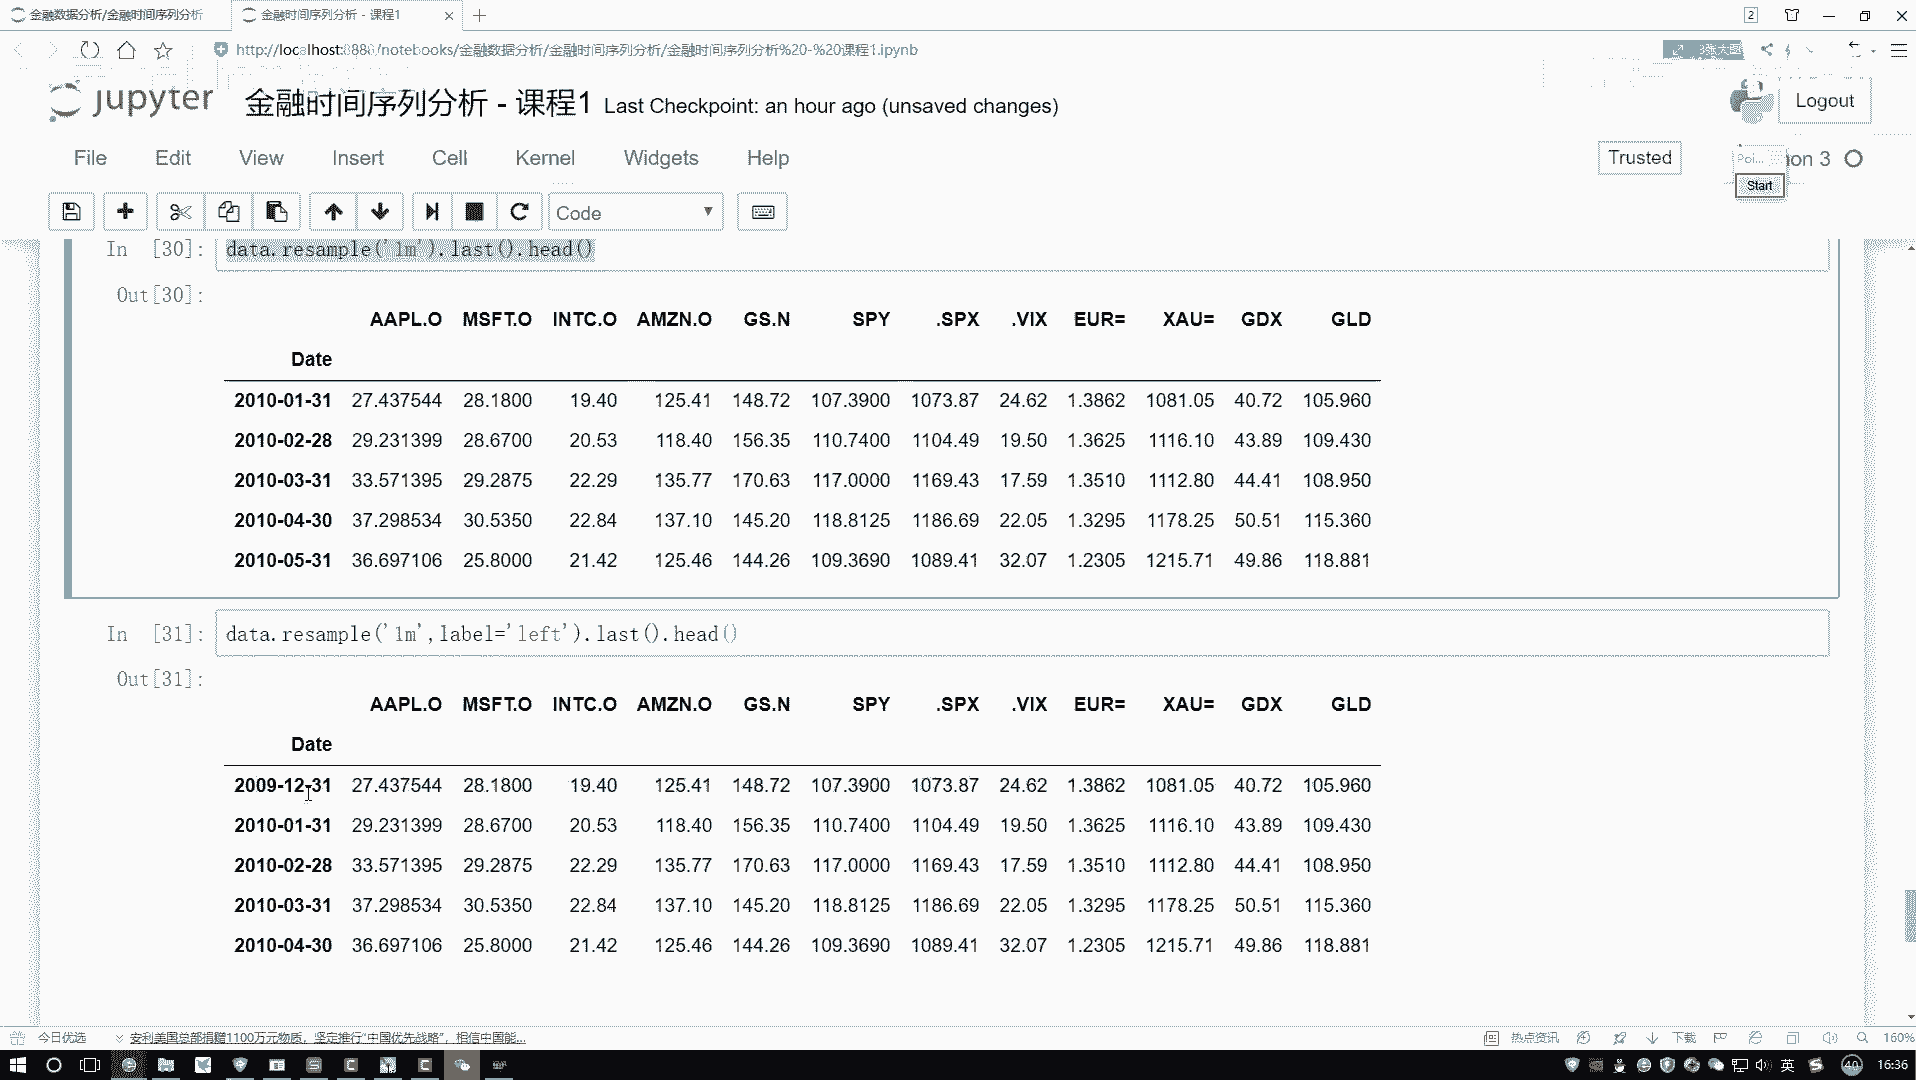 金融数据分析/金融时间序列分析
金融时间序列分析 - 课程1
2
http://localhost:888/notebooks/金融数据分析/金融时间序列分析/金融时间序列分析%20-%20课程1.ipynb
jupyter 金融时间序列分析 - 课程1 Last Checkpoint: an hour ago (unsaved changes)
Logout
File Edit View Insert Cell Kernel Widgets Help
Trusted
Poi... on 3
Start
Code
In [30]: data.resample('1m').last().head()
Out[30]:
AAPL.O MSFT.O INTC.O AMZN.O GS.N SPY .SPX .VIX EUR= XAU= GDX GLD
Date
2010-01-31 27.437544 28.1800 19.40 125.41 148.72 107.3900 1073.87 24.62 1.3862 1081.05 40.72 105.960
2010-02-28 29.231399 28.6700 20.53 118.40 156.35 110.7400 1104.49 19.50 1.3625 1116.10 43.89 109.430
2010-03-31 33.571395 29.2875 22.29 135.77 170.63 117.0000 1169.43 17.59 1.3510 1112.80 44.41 108.950
2010-04-30 37.298534 30.5350 22.84 137.10 145.20 118.8125 1186.69 22.05 1.3295 1178.25 50.51 115.360
2010-05-31 36.697106 25.8000 21.42 125.46 144.26 109.3690 1089.41 32.07 1.2305 1215.71 49.86 118.881
In [31]: data.resample('1m',label='left').last().head()
Out[31]:
AAPL.O MSFT.O INTC.O AMZN.O GS.N SPY .SPX .VIX EUR= XAU= GDX GLD
Date
2009-12-31 27.437544 28.1800 19.40 125.41 148.72 107.3900 1073.87 24.62 1.3862 1081.05 40.72 105.960
2010-01-31 29.231399 28.6700 20.53 118.40 156.35 110.7400 1104.49 19.50 1.3625 1116.10 43.89 109.430
2010-02-28 33.571395 29.2875 22.29 135.77 170.63 117.0000 1169.43 17.59 1.3510 1112.80 44.41 108.950
2010-03-31 37.298534 30.5350 22.84 137.10 145.20 118.8125 1186.69 22.05 1.3295 1178.25 50.51 115.360
2010-04-30 36.697106 25.8000 21.42 125.46 144.26 109.3690 1089.41 32.07 1.2305 1215.71 49.86 118.881
今日优选 安利美国总部捐赠1100万元物质，坚定推行“中国优先战略”，相信中国能...
热点资讯 下载 160%
英 40 16:36